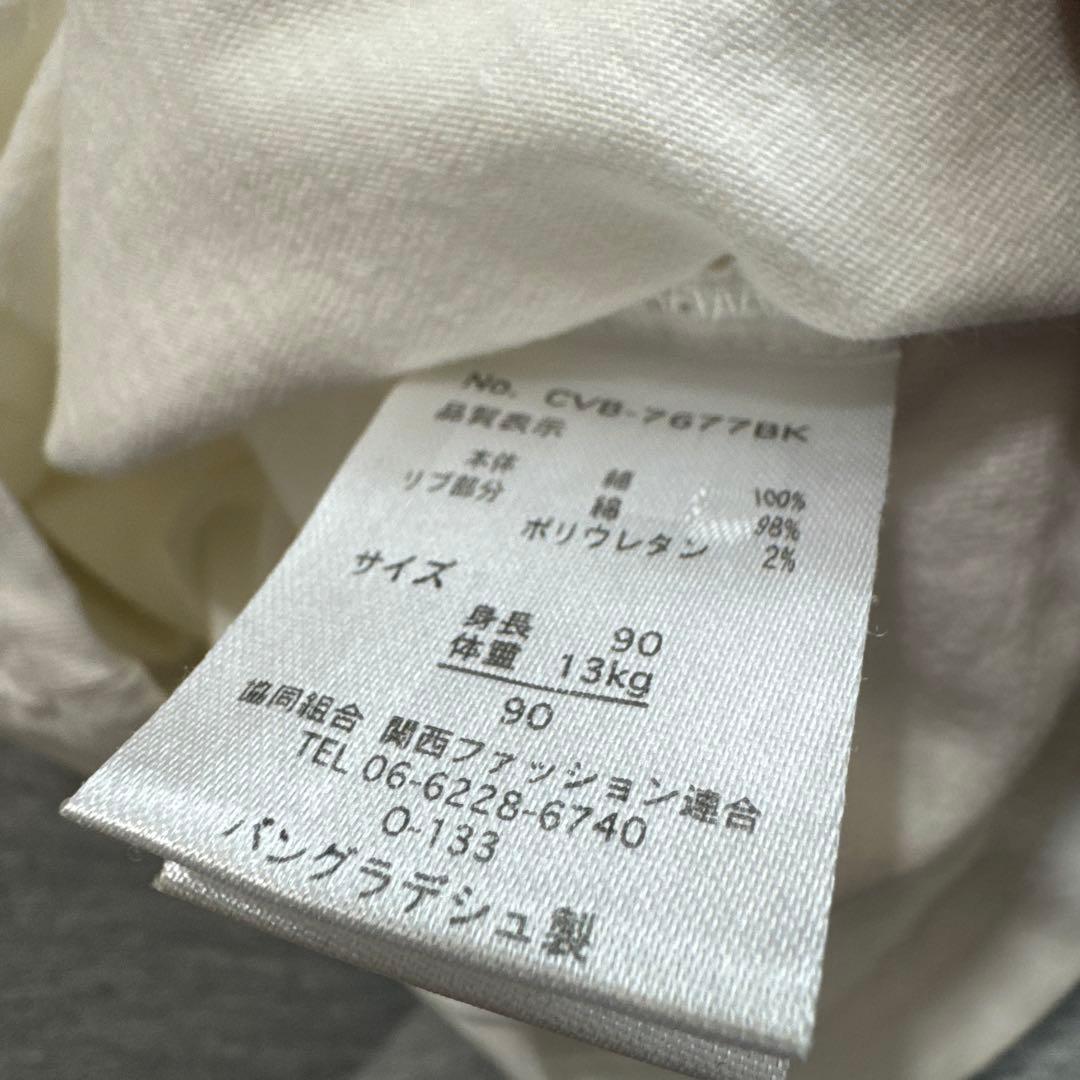 No. CVB-7677BK
品質表示
本体 綿 100%
リブ部分 綿 98%
ポリウレタン 2%
サイズ
身長 90
体重 13kg
90
協同組合 関西ファッション連合
TEL 06-6228-6740
O-133
バングラデシュ製